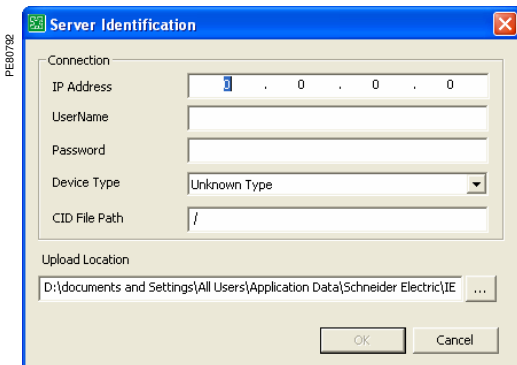 PE80792
Server Identification
Connection
IP Address 0 . 0 . 0 . 0
UserName
Password
Device Type Unknown Type
CID File Path /
Upload Location
D:\documents and Settings\All Users\Application Data\Schneider Electric\IE ...
OK Cancel